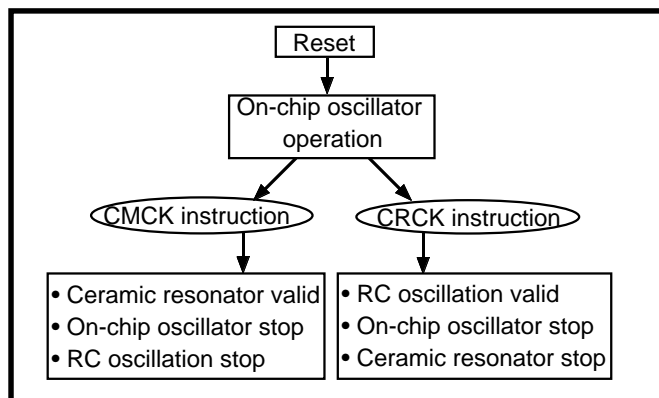 Reset
On-chip oscillator
operation
CMCK instruction
CRCK instruction
• Ceramic resonator valid
• On-chip oscillator stop
• RC oscillation stop
• RC oscillation valid
• On-chip oscillator stop
• Ceramic resonator stop